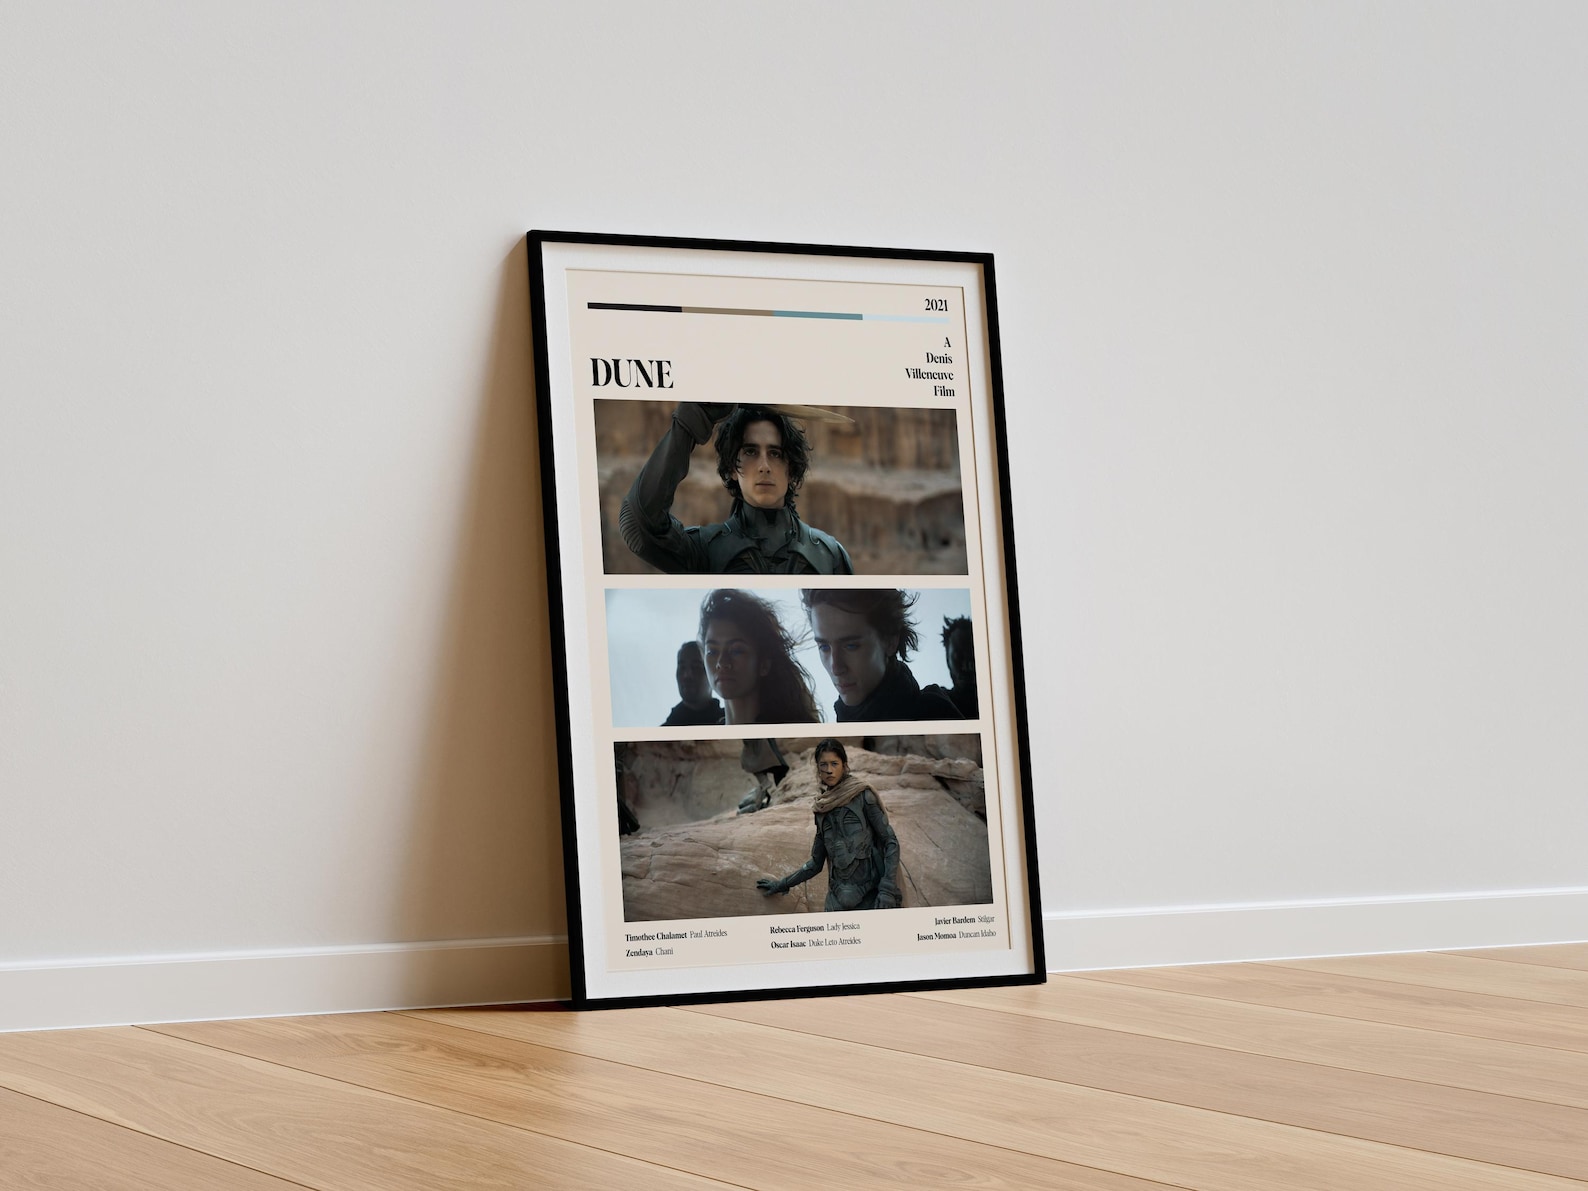 2021
A
Denis
Villeneuve
Film
DUNE
Timothee Chalamet Paul Atreides
Zendaya Chani
Rebecca Ferguson Lady Jessica
Oscar Isaac Duke Leto Atreides
Javier Bardem Stilgar
Jason Momoa Duncan Idaho